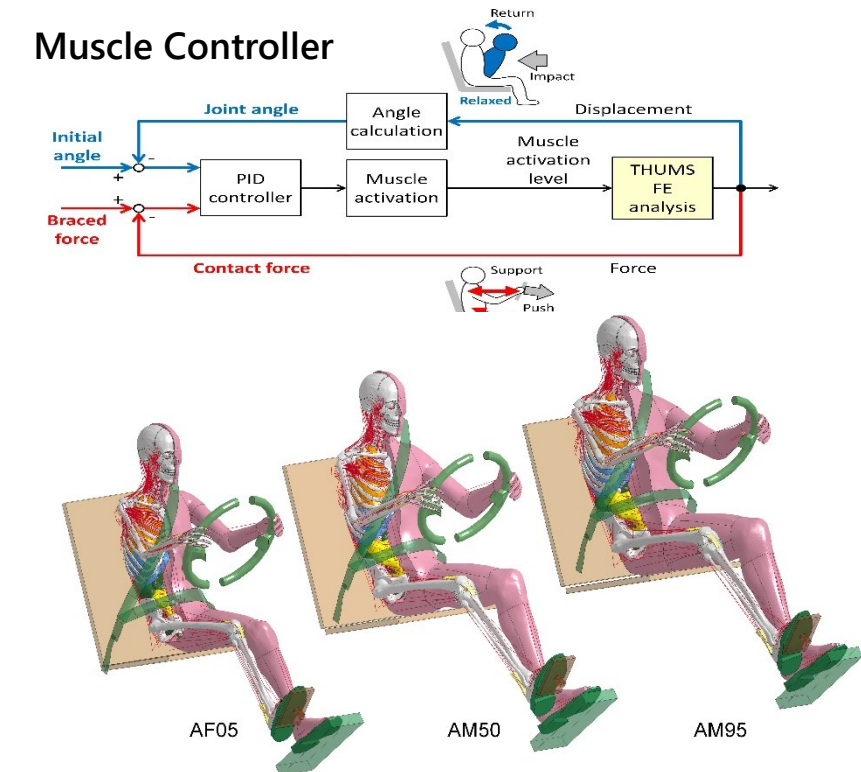 Muscle Controller
Return
Impact
Relaxed
Joint angle
Angle
calculation
Displacement
Initial
angle
-
+
PID
controller
Muscle
activation
Muscle
activation
level
THUMS
FE
analysis
+
-
Braced
force
Contact force
Support
Force
Push
AF05
AM50
AM95